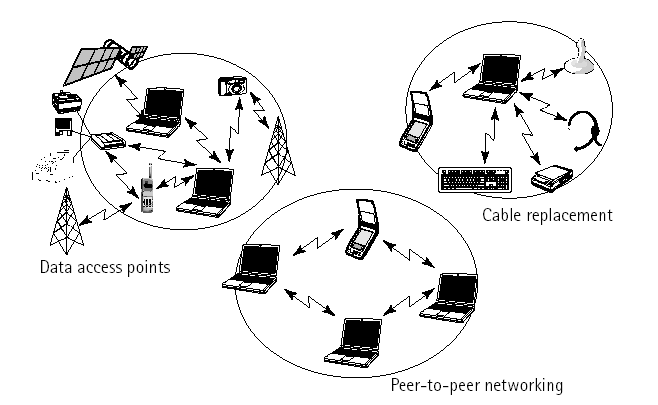 Cable replacement
Data access points
Peer-to-peer networking